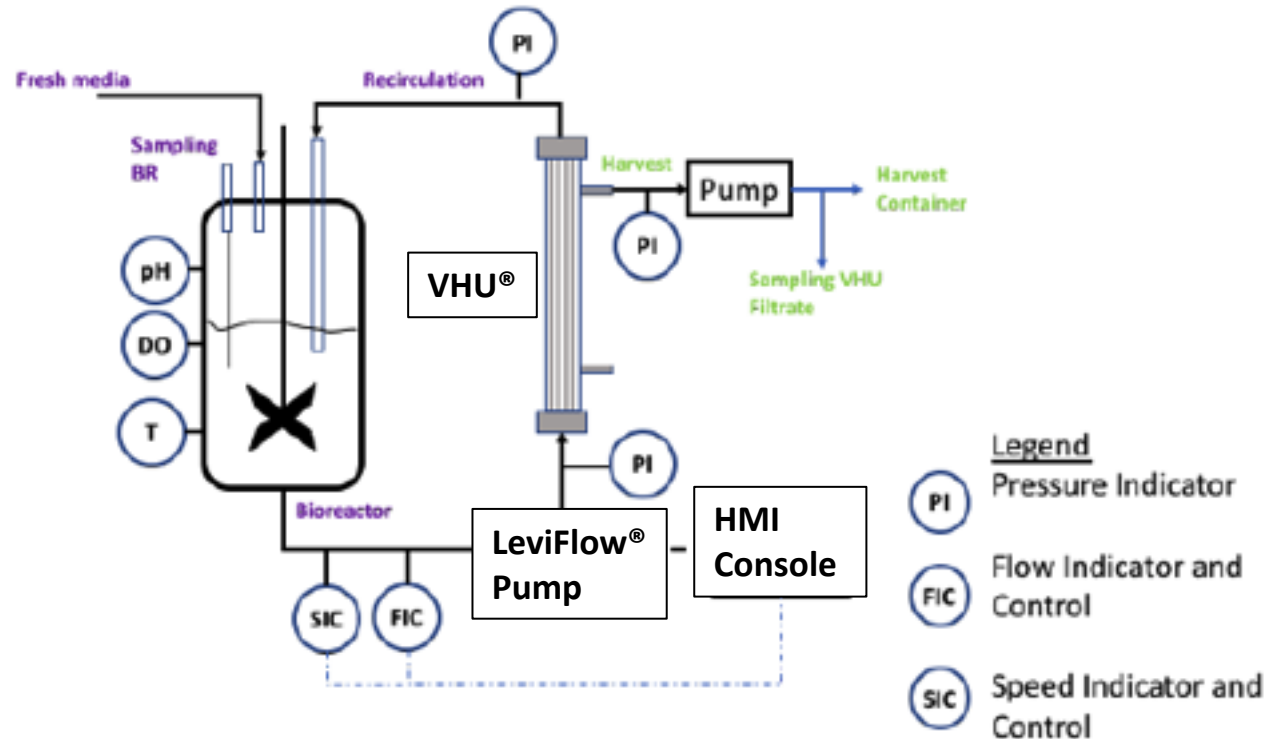 PI
Fresh media
Recirculation
Sampling
BR
Harvest
Pump
Harvest
Container
pH
PI
VHU®
Sampling VHU
Filtrate
DO
T
PI
Legend
PI
Pressure Indicator
Bioreactor
LeviFlow®
Pump
HMI
Console
FIC
Flow Indicator and
Control
SIC
FIC
SIC
Speed Indicator and
Control